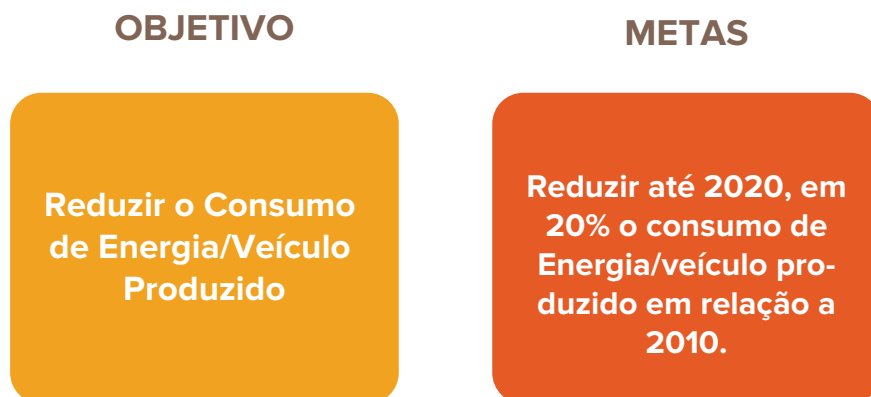 OBJETIVO
METAS
Reduzir o Consumo
de Energia/Veículo
Produzido
Reduzir até 2020, em
20% o consumo de
Energia/veículo pro-
duzido em relação a
2010.